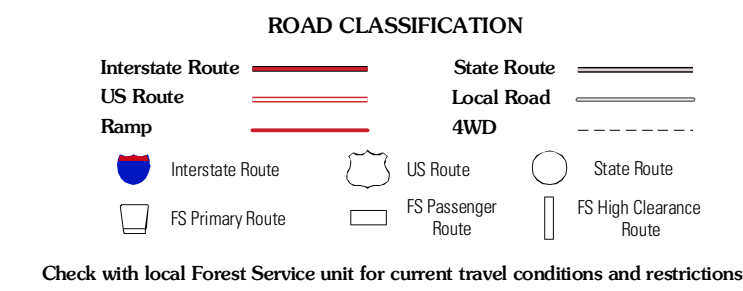 ROAD CLASSIFICATION
Interstate Route
State Route
US Route
Local Road
Ramp
4WD
Interstate Route
US Route
State Route
FS Primary Route
FS Passenger
Route
FS High Clearance
Route
Check with local Forest Service unit for current travel conditions and restrictions